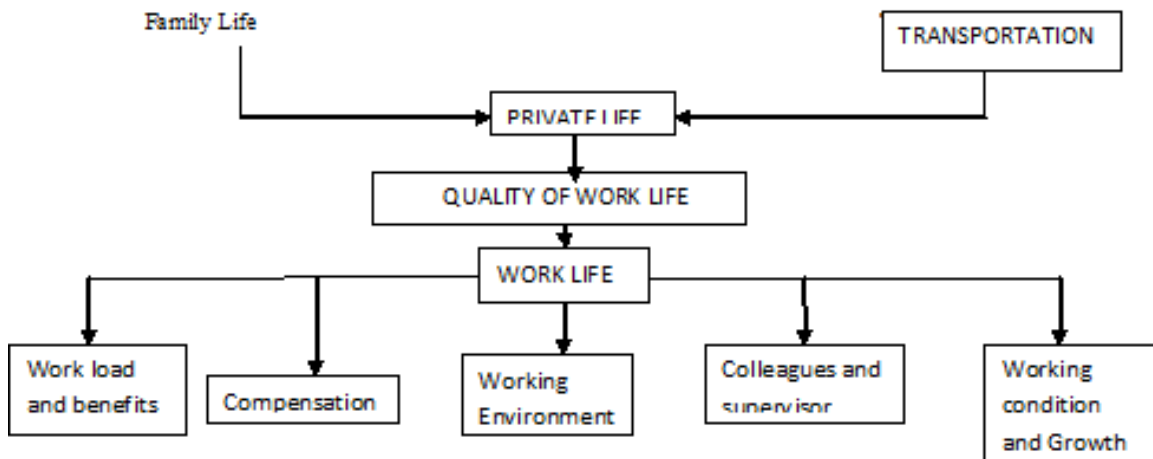 Family Life
TRANSPORTATION
PRIVATE LIFE
QUALITY OF WORK LIFE
WORK LIFE
Work load
and benefits
Compensation
Working
Environment
Colleagues and
supervisor
Working
condition
and Growth